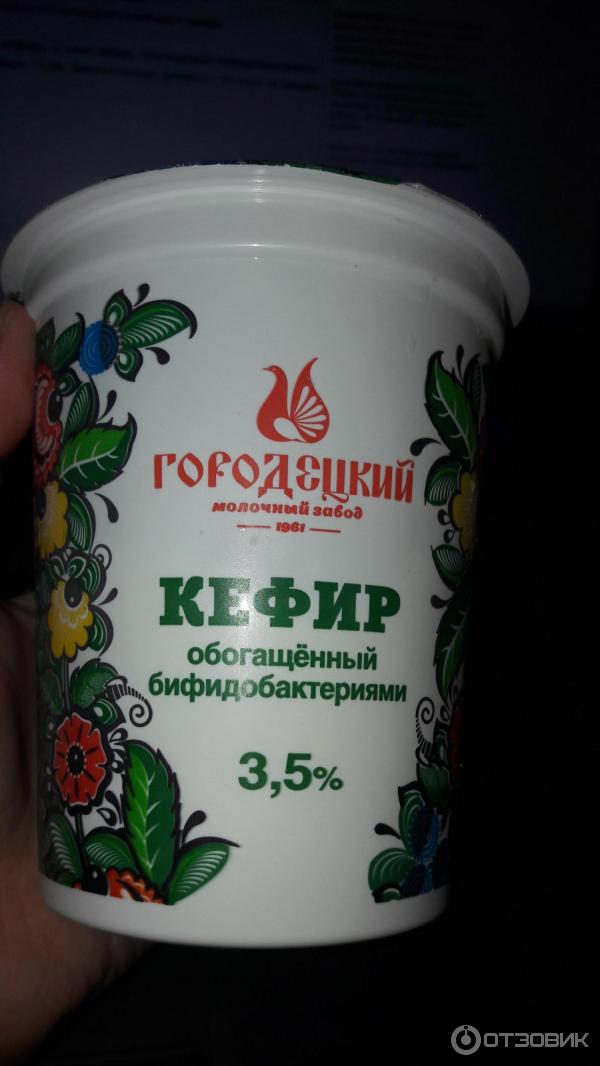 ГОРОДЕЦКИЙ
МОЛОЧНЫЙ ЗАВОД
1961
КЕФИР
обогащённый
бифидобактериями
3,5%
ОТЗОВИК